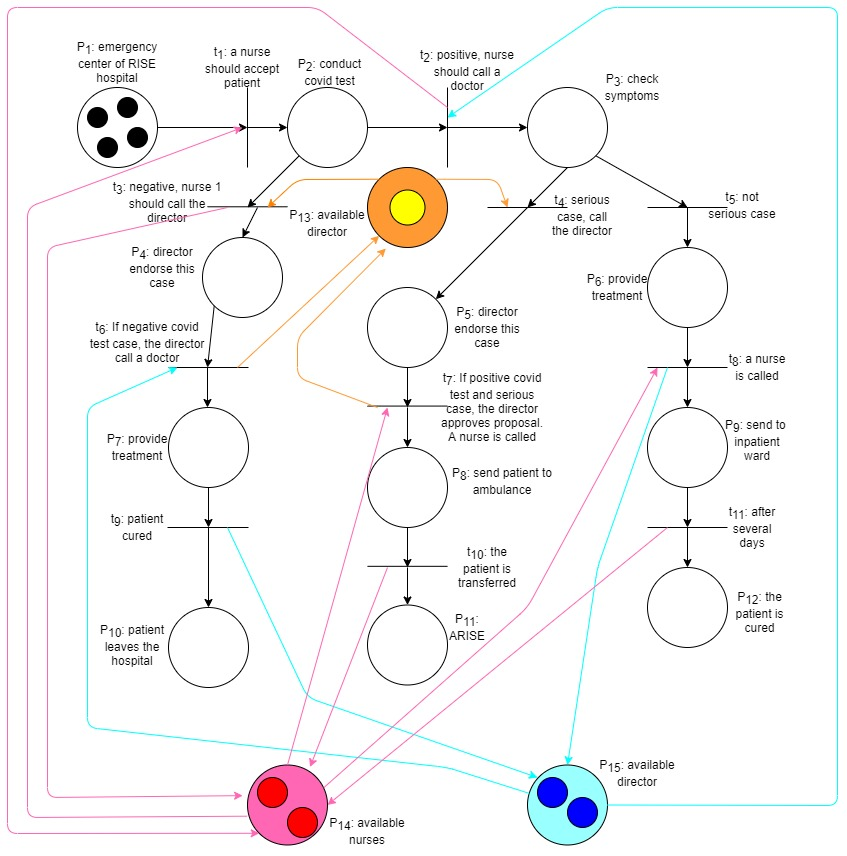 P1: emergency
center of RISE
hospital
t1: a nurse
should accept
patient
P2: conduct
covid test
t2: positive, nurse
should call a
doctor
P3: check
symptoms
t3: negative, nurse 1
should call the
director
P13: available
director
t4: serious
case, call
the director
t5: not
serious case
P4: director
endorse this
case
P5: director
endorse this
case
P6: provide
treatment
t6: If negative covid
test case, the director
call a doctor
t7: If positive covid
test and serious
case, the director
approves proposal.
A nurse is called
t8: a nurse
is called
P7: provide
treatment
P8: send patient to
ambulance
P9: send to
inpatient
ward
t9: patient
cured
t10: the
patient is
transferred
t11: after
several
days
P10: patient
leaves the
hospital
P11:
ARISE
P12: the
patient is
cured
P14: available
nurses
P15: available
director